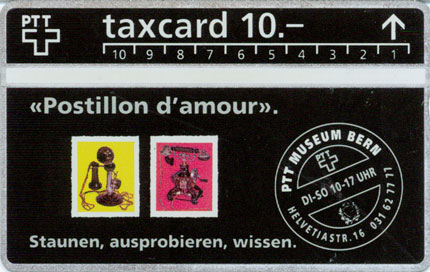 PTT
taxcard 10.–
10 9 8 7 6 5 4 3 2 1
«Postillon d'amour».
PTT MUSEUM BERN
PTT
DI-SO 10-17 UHR
HELVETIASTR. 16 031 62 77 77
Staunen, ausprobieren, wissen.